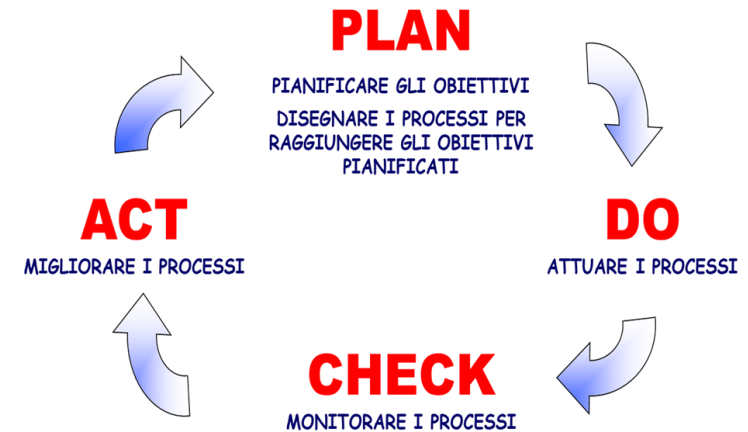 PLAN
PIANIFICARE GLI OBIETTIVI
DISEGNARE I PROCESSI PER
RAGGIUNGERE GLI OBIETTIVI
PIANIFICATI
ACT
MIGLIORARE I PROCESSI
DO
ATTUARE I PROCESSI
CHECK
MONITORARE I PROCESSI